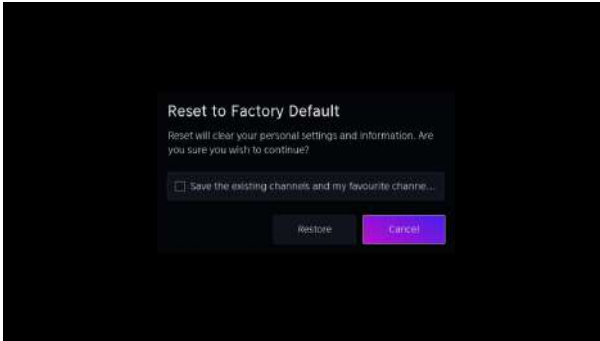 Reset to Factory Default
Reset will clear your personal settings and information. Are
you sure you wish to continue?
Save the existing channels and my favourite channe...
Restore
Cancel